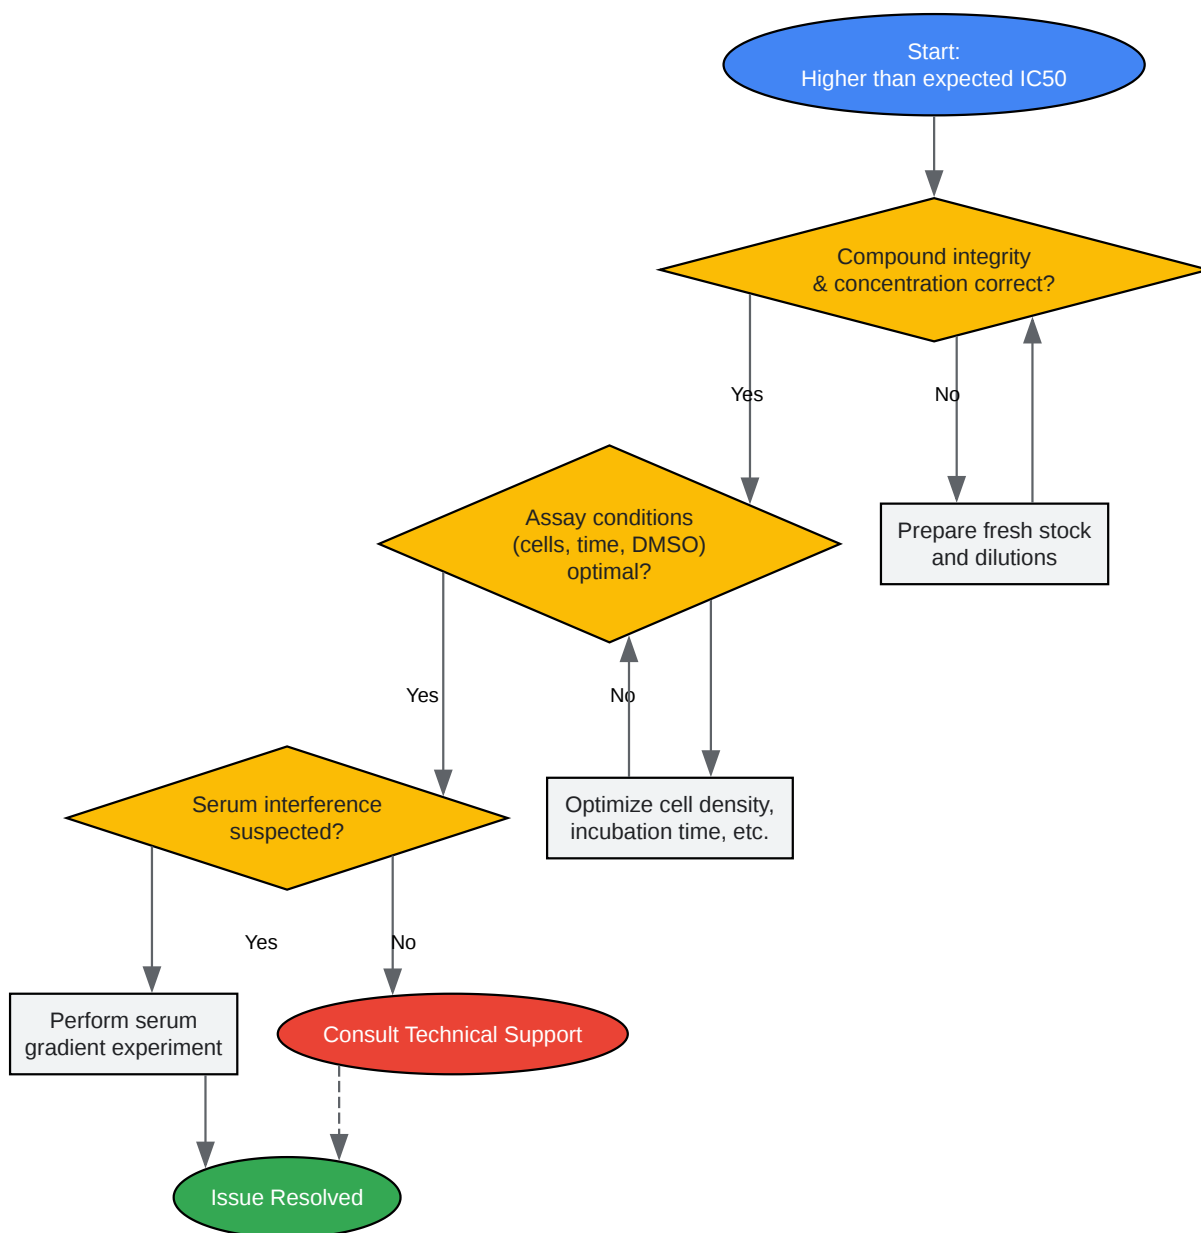 Start:
Higher than expected IC50
Compound integrity
& concentration correct?
Yes
No
Assay conditions
(cells, time, DMSO)
optimal?
Prepare fresh stock
and dilutions
Yes
No
Serum interference
suspected?
Optimize cell density,
incubation time, etc.
Yes
No
Perform serum
gradient experiment
Consult Technical Support
Issue Resolved